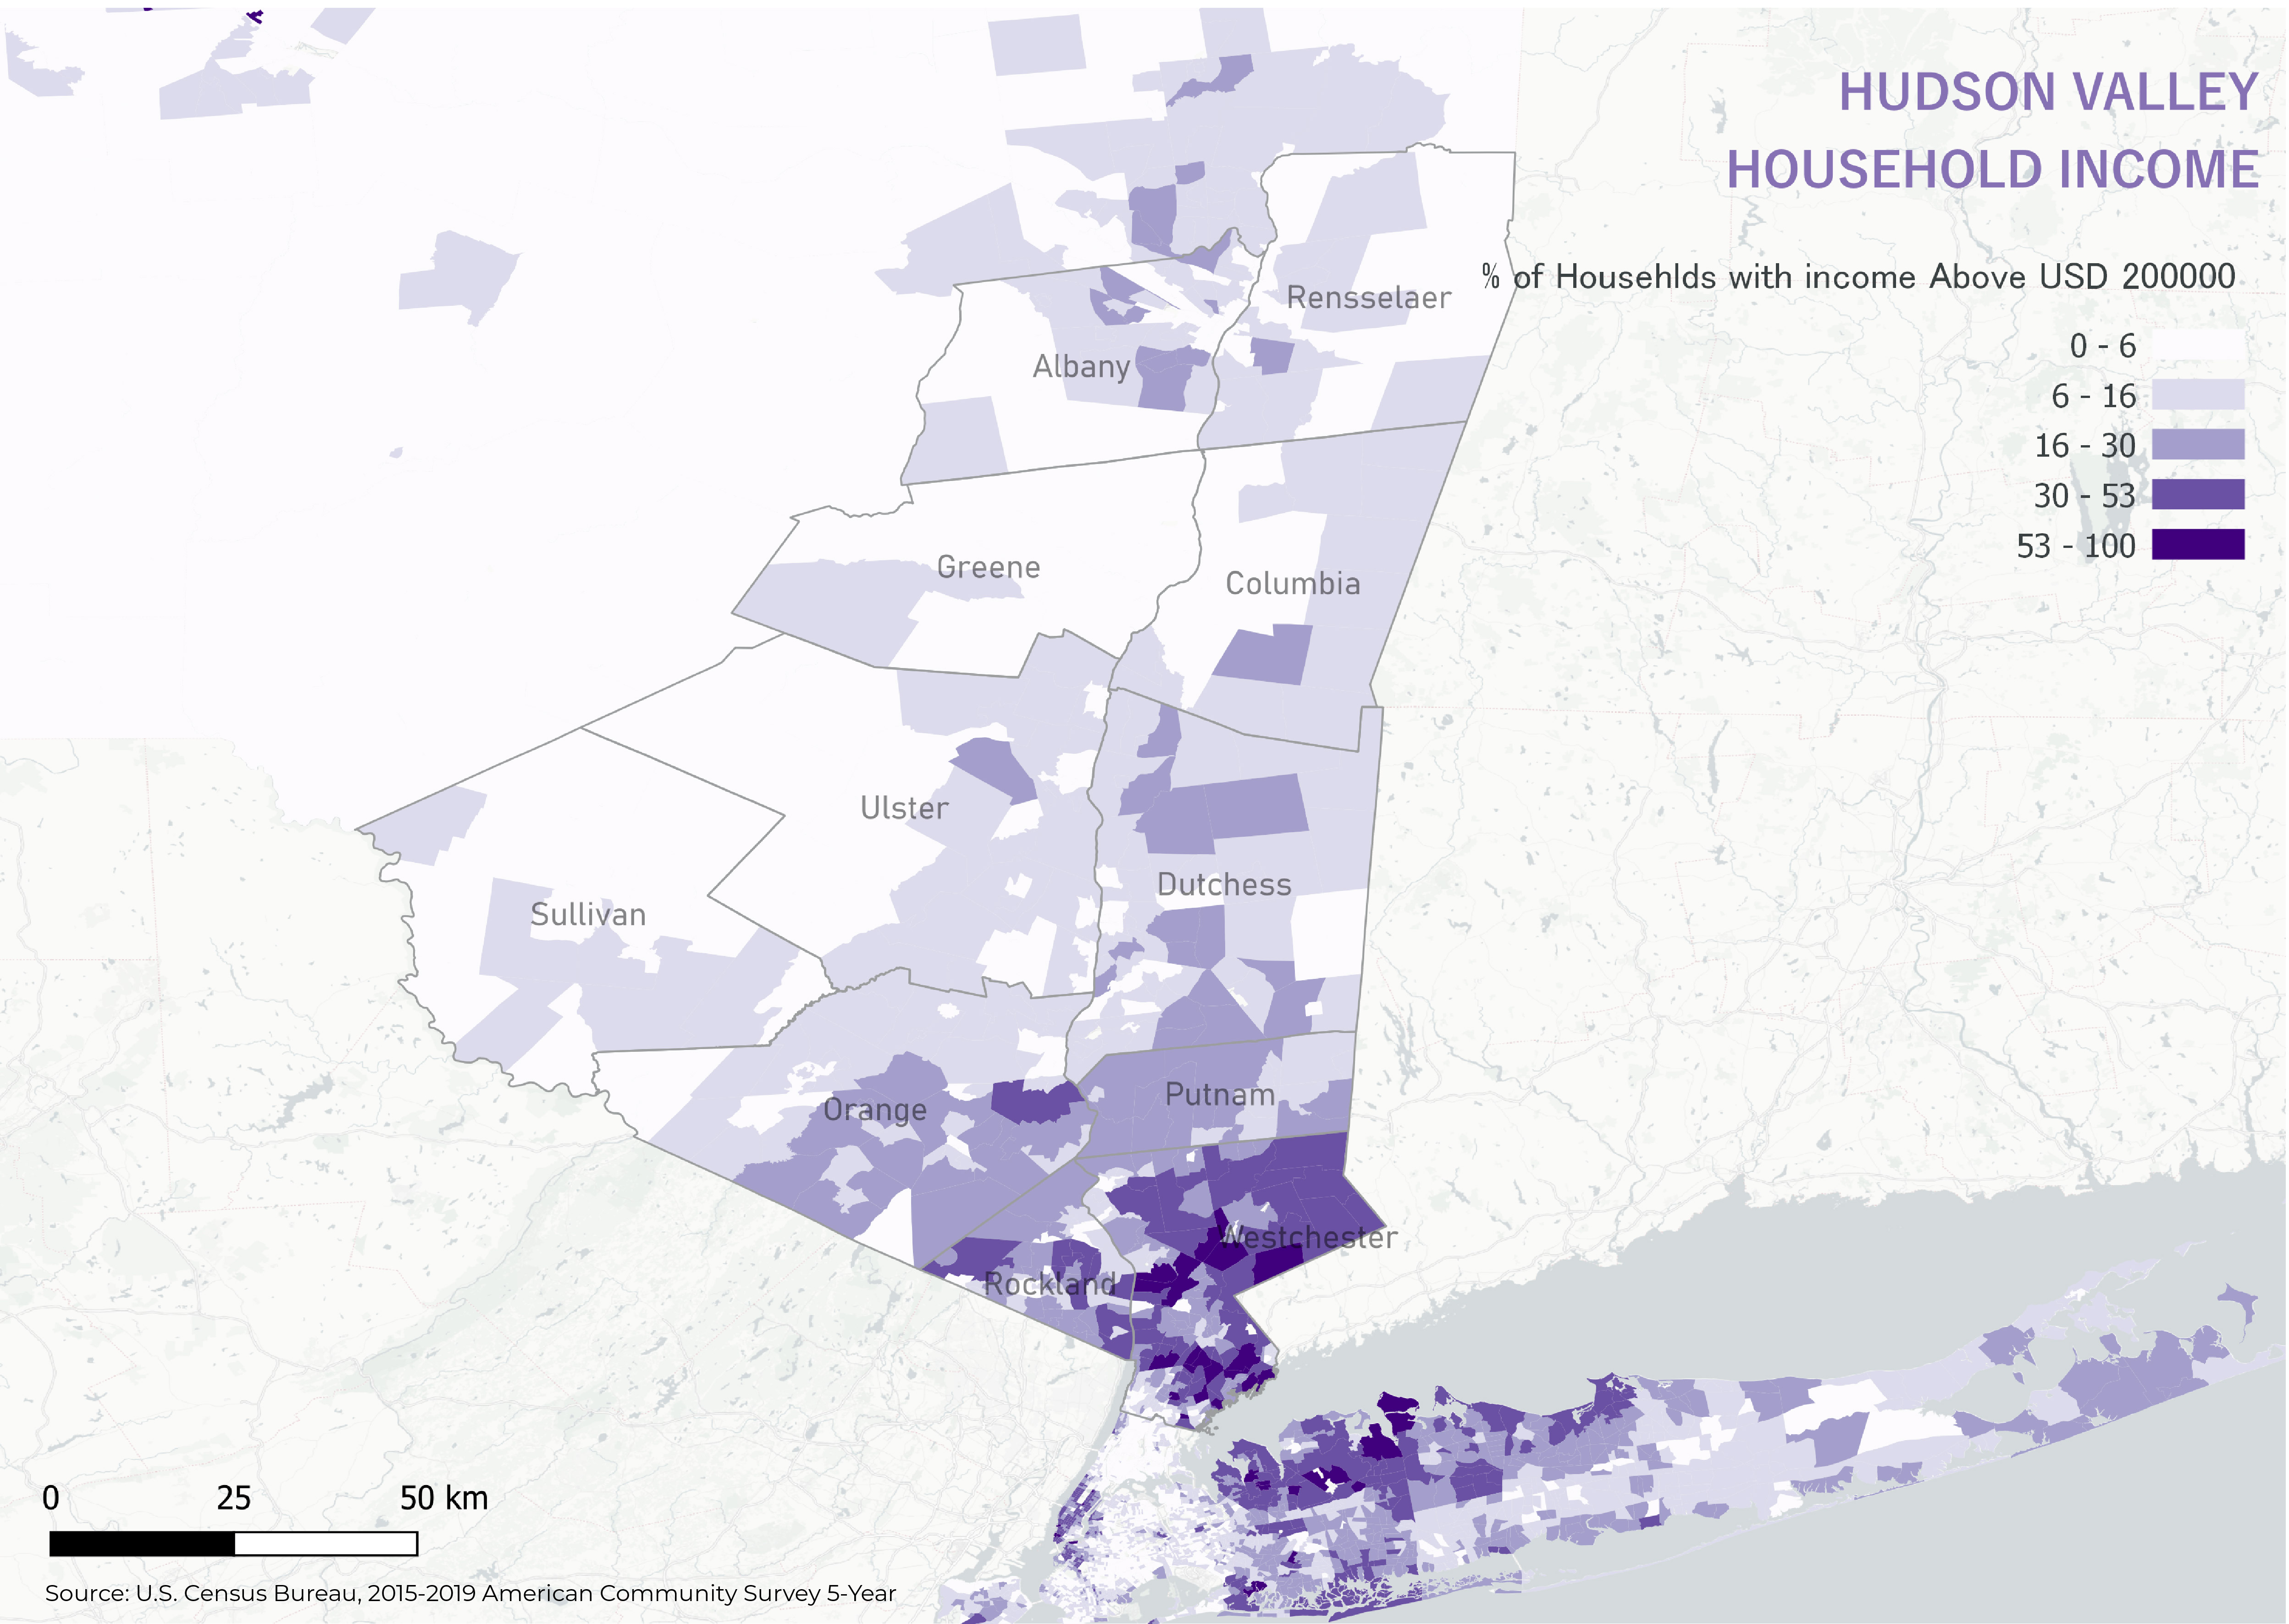 HUDSON VALLEY
HOUSEHOLD INCOME
% of Househlds with income Above USD 200000
0 - 6
6 - 16
16 - 30
30 - 53
53 - 100
Rensselaer
Albany
Greene
Columbia
Ulster
Dutchess
Sullivan
Putnam
Orange
Westchester
Rockland
0 25 50 km
Source: U.S. Census Bureau, 2015-2019 American Community Survey 5-Year